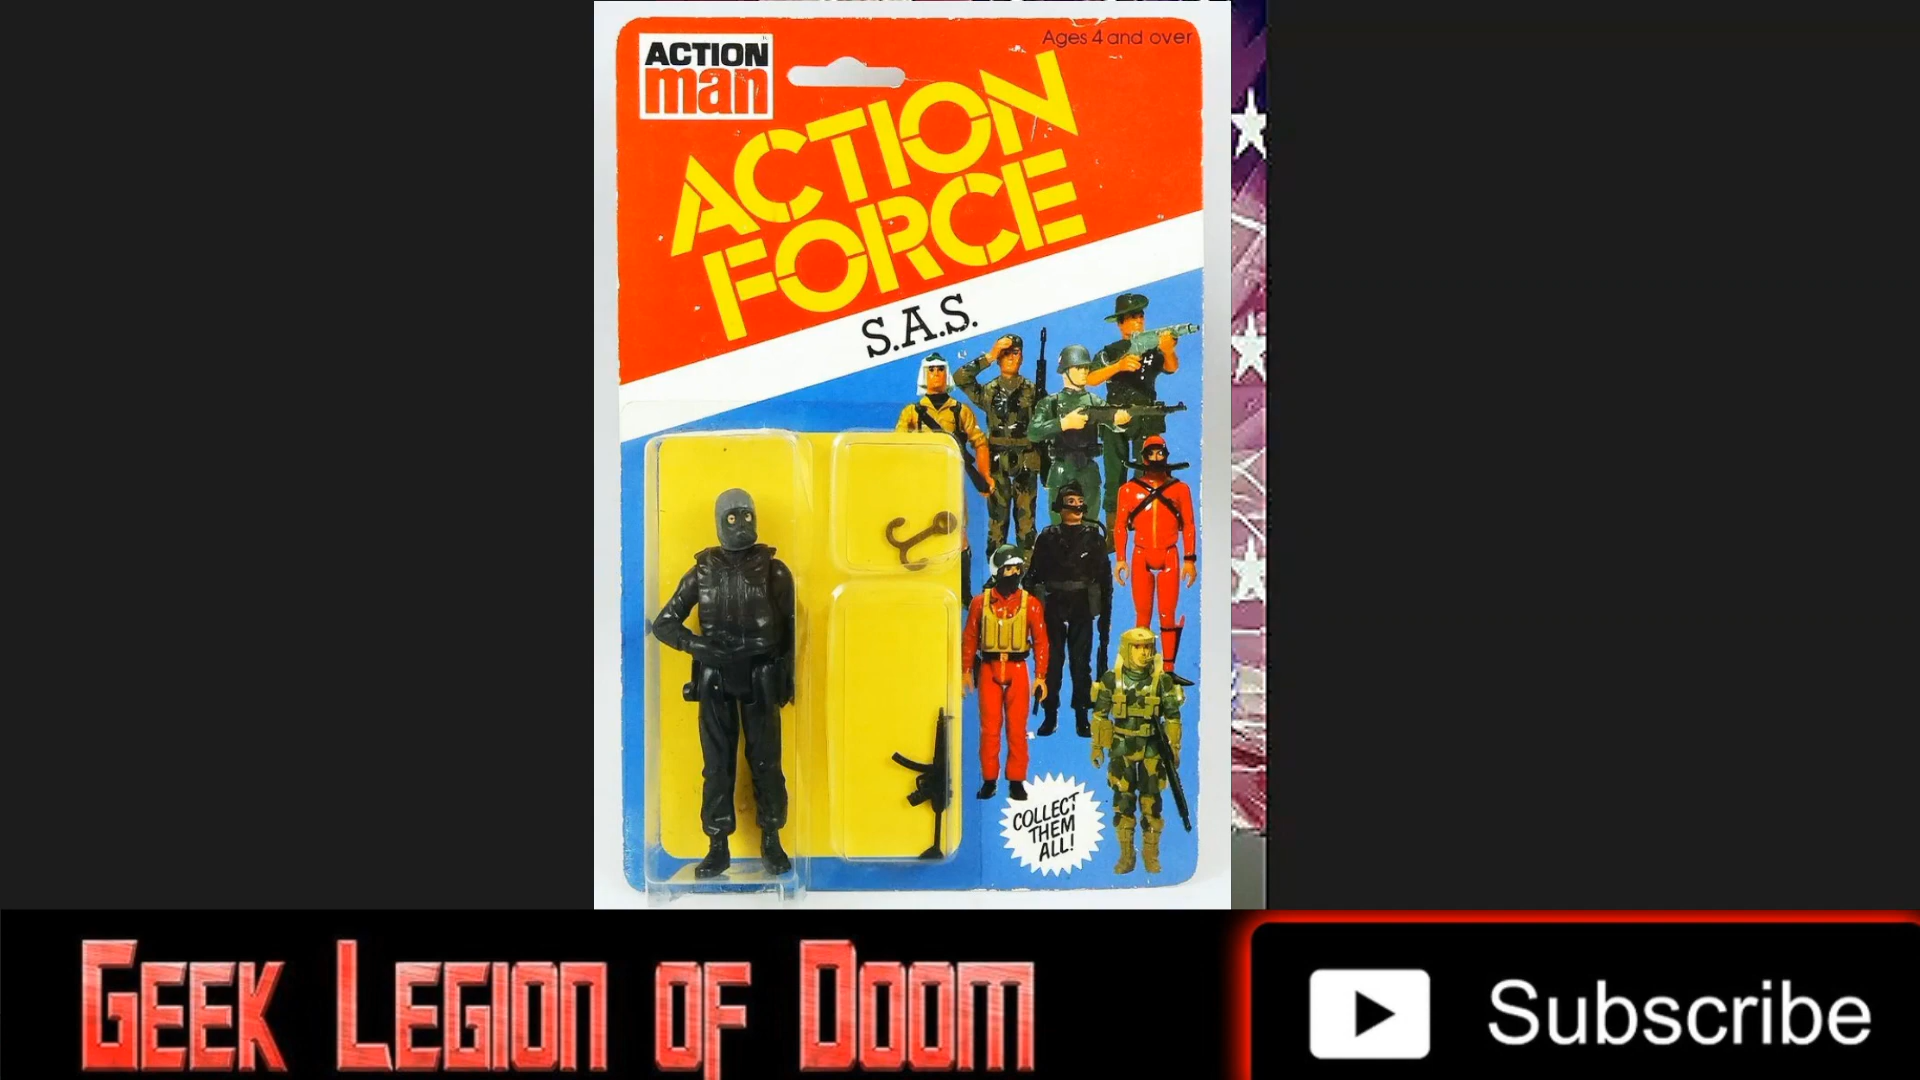 ACTION
man
Ages 4 and over
ACTION
FORCE
S.A.S.
COLLECT
THEM
ALL!
GEEK LEGION OF DOOM
Subscribe